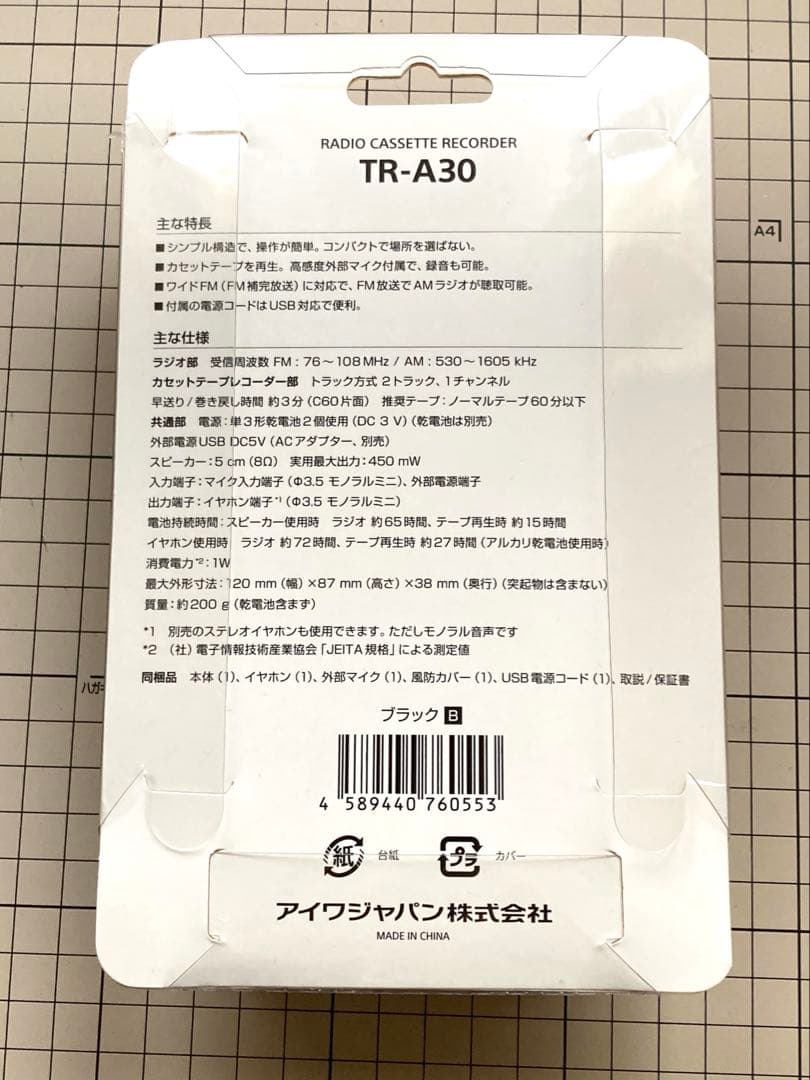 RADIO CASSETTE RECORDER
TR-A30
A4
主な特長
■シンプル構造で、操作が簡単。コンパクトで場所を選ばない。
■カセットテープを再生。高感度外部マイク付属で、録音も可能。
■ワイドFM(FM補完放送)に対応で、FM放送でAMラジオが聴取可能。
■付属の電源コードはUSB対応で便利。
主な仕様
ラジオ部 受信周波数 FM:76～108MHz / AM:530～1605 kHz
カセットテープレコーダー部 トラック方式 2トラック、1チャンネル
早送り/巻き戻し時間 約3分(C60片面) 推奨テープ:ノーマルテープ60分以下
共通部 電源:単3形乾電池2個使用(DC 3 V)(乾電池は別売)
外部電源USB DC5V(ACアダプター、別売)
スピーカー:5 cm(8Ω) 実用最大出力:450 mW
入力端子:マイク入力端子(Φ3.5 モノラルミニ)、外部電源端子
出力端子:イヤホン端子*1(Φ3.5 モノラルミニ)
電池持続時間:スピーカー使用時 ラジオ 約65時間、テープ再生時 約15時間
イヤホン使用時 ラジオ 約72時間、テープ再生時 約27時間(アルカリ乾電池使用時)
消費電力*2:1W
最大外形寸法:120 mm(幅)×87 mm(高さ)×38 mm(奥行)(突起物は含まない)
質量:約200 g(乾電池含まず)
*1 別売のステレオイヤホンも使用できます。ただしモノラル音声です
*2 (社)電子情報技術産業協会「JEITA規格」による測定値
同梱品 本体(1)、イヤホン(1)、外部マイク(1)、風防カバー(1)、USB電源コード(1)、取説/保証書
ハガキ
ブラック B
4 589440 760553
紙 台紙 プラ カバー
アイワジャパン株式会社
MADE IN CHINA